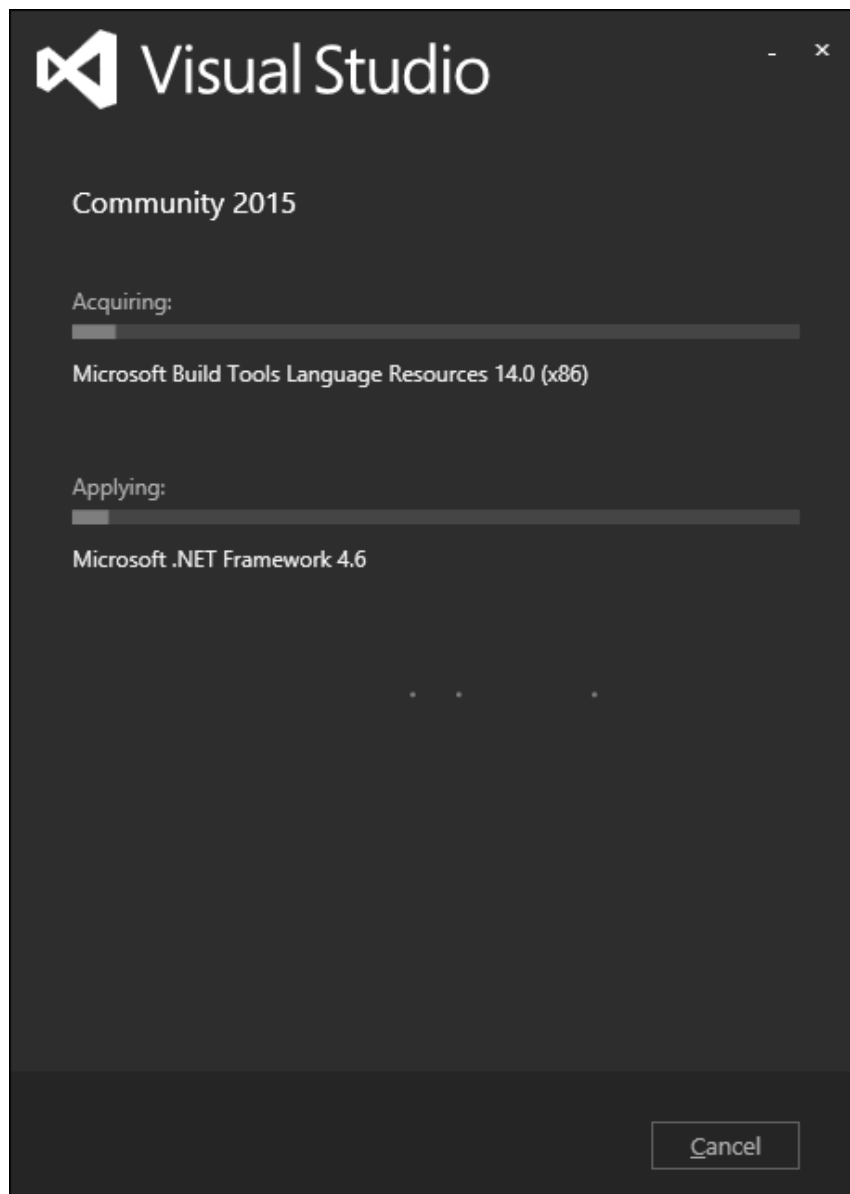 Visual Studio
Community 2015
Acquiring:
Microsoft Build Tools Language Resources 14.0 (x86)
Applying:
Microsoft .NET Framework 4.6
Cancel